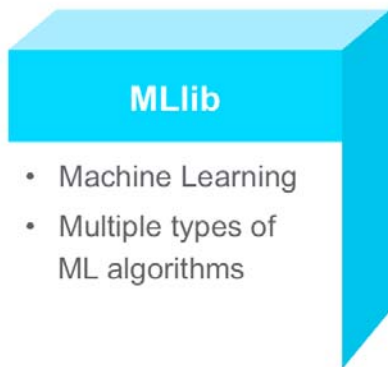 MLlib
• Machine Learning
• Multiple types of
ML algorithms